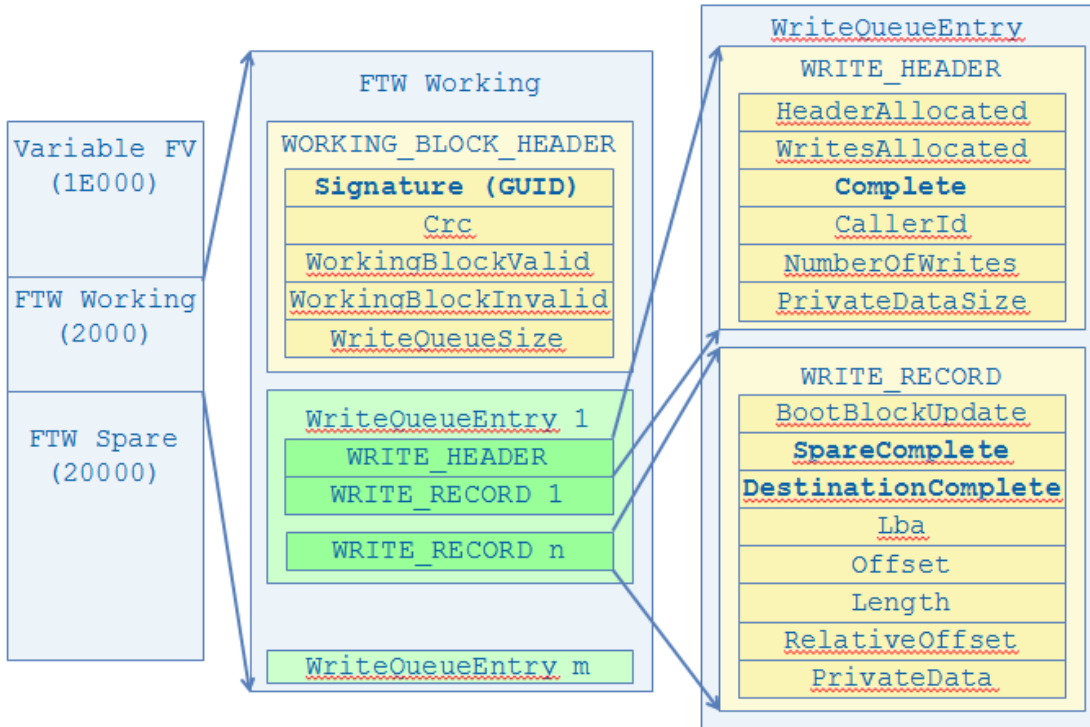 Variable FV
(1E000)
FTW Working
(2000)
FTW Spare
(20000)
FTW Working
WORKING_BLOCK_HEADER
Signature (GUID)
Crc
WorkingBlockValid
WorkingBlockInvalid
WriteQueueSize
WriteQueueEntry 1
WRITE_HEADER
WRITE_RECORD 1
WRITE_RECORD n
WriteQueueEntry m
WriteQueueEntry
WRITE_HEADER
HeaderAllocated
WritesAllocated
Complete
CallerId
NumberOfWrites
PrivateDataSize
WRITE_RECORD
BootBlockUpdate
SpareComplete
DestinationComplete
Lba
Offset
Length
RelativeOffset
PrivateData